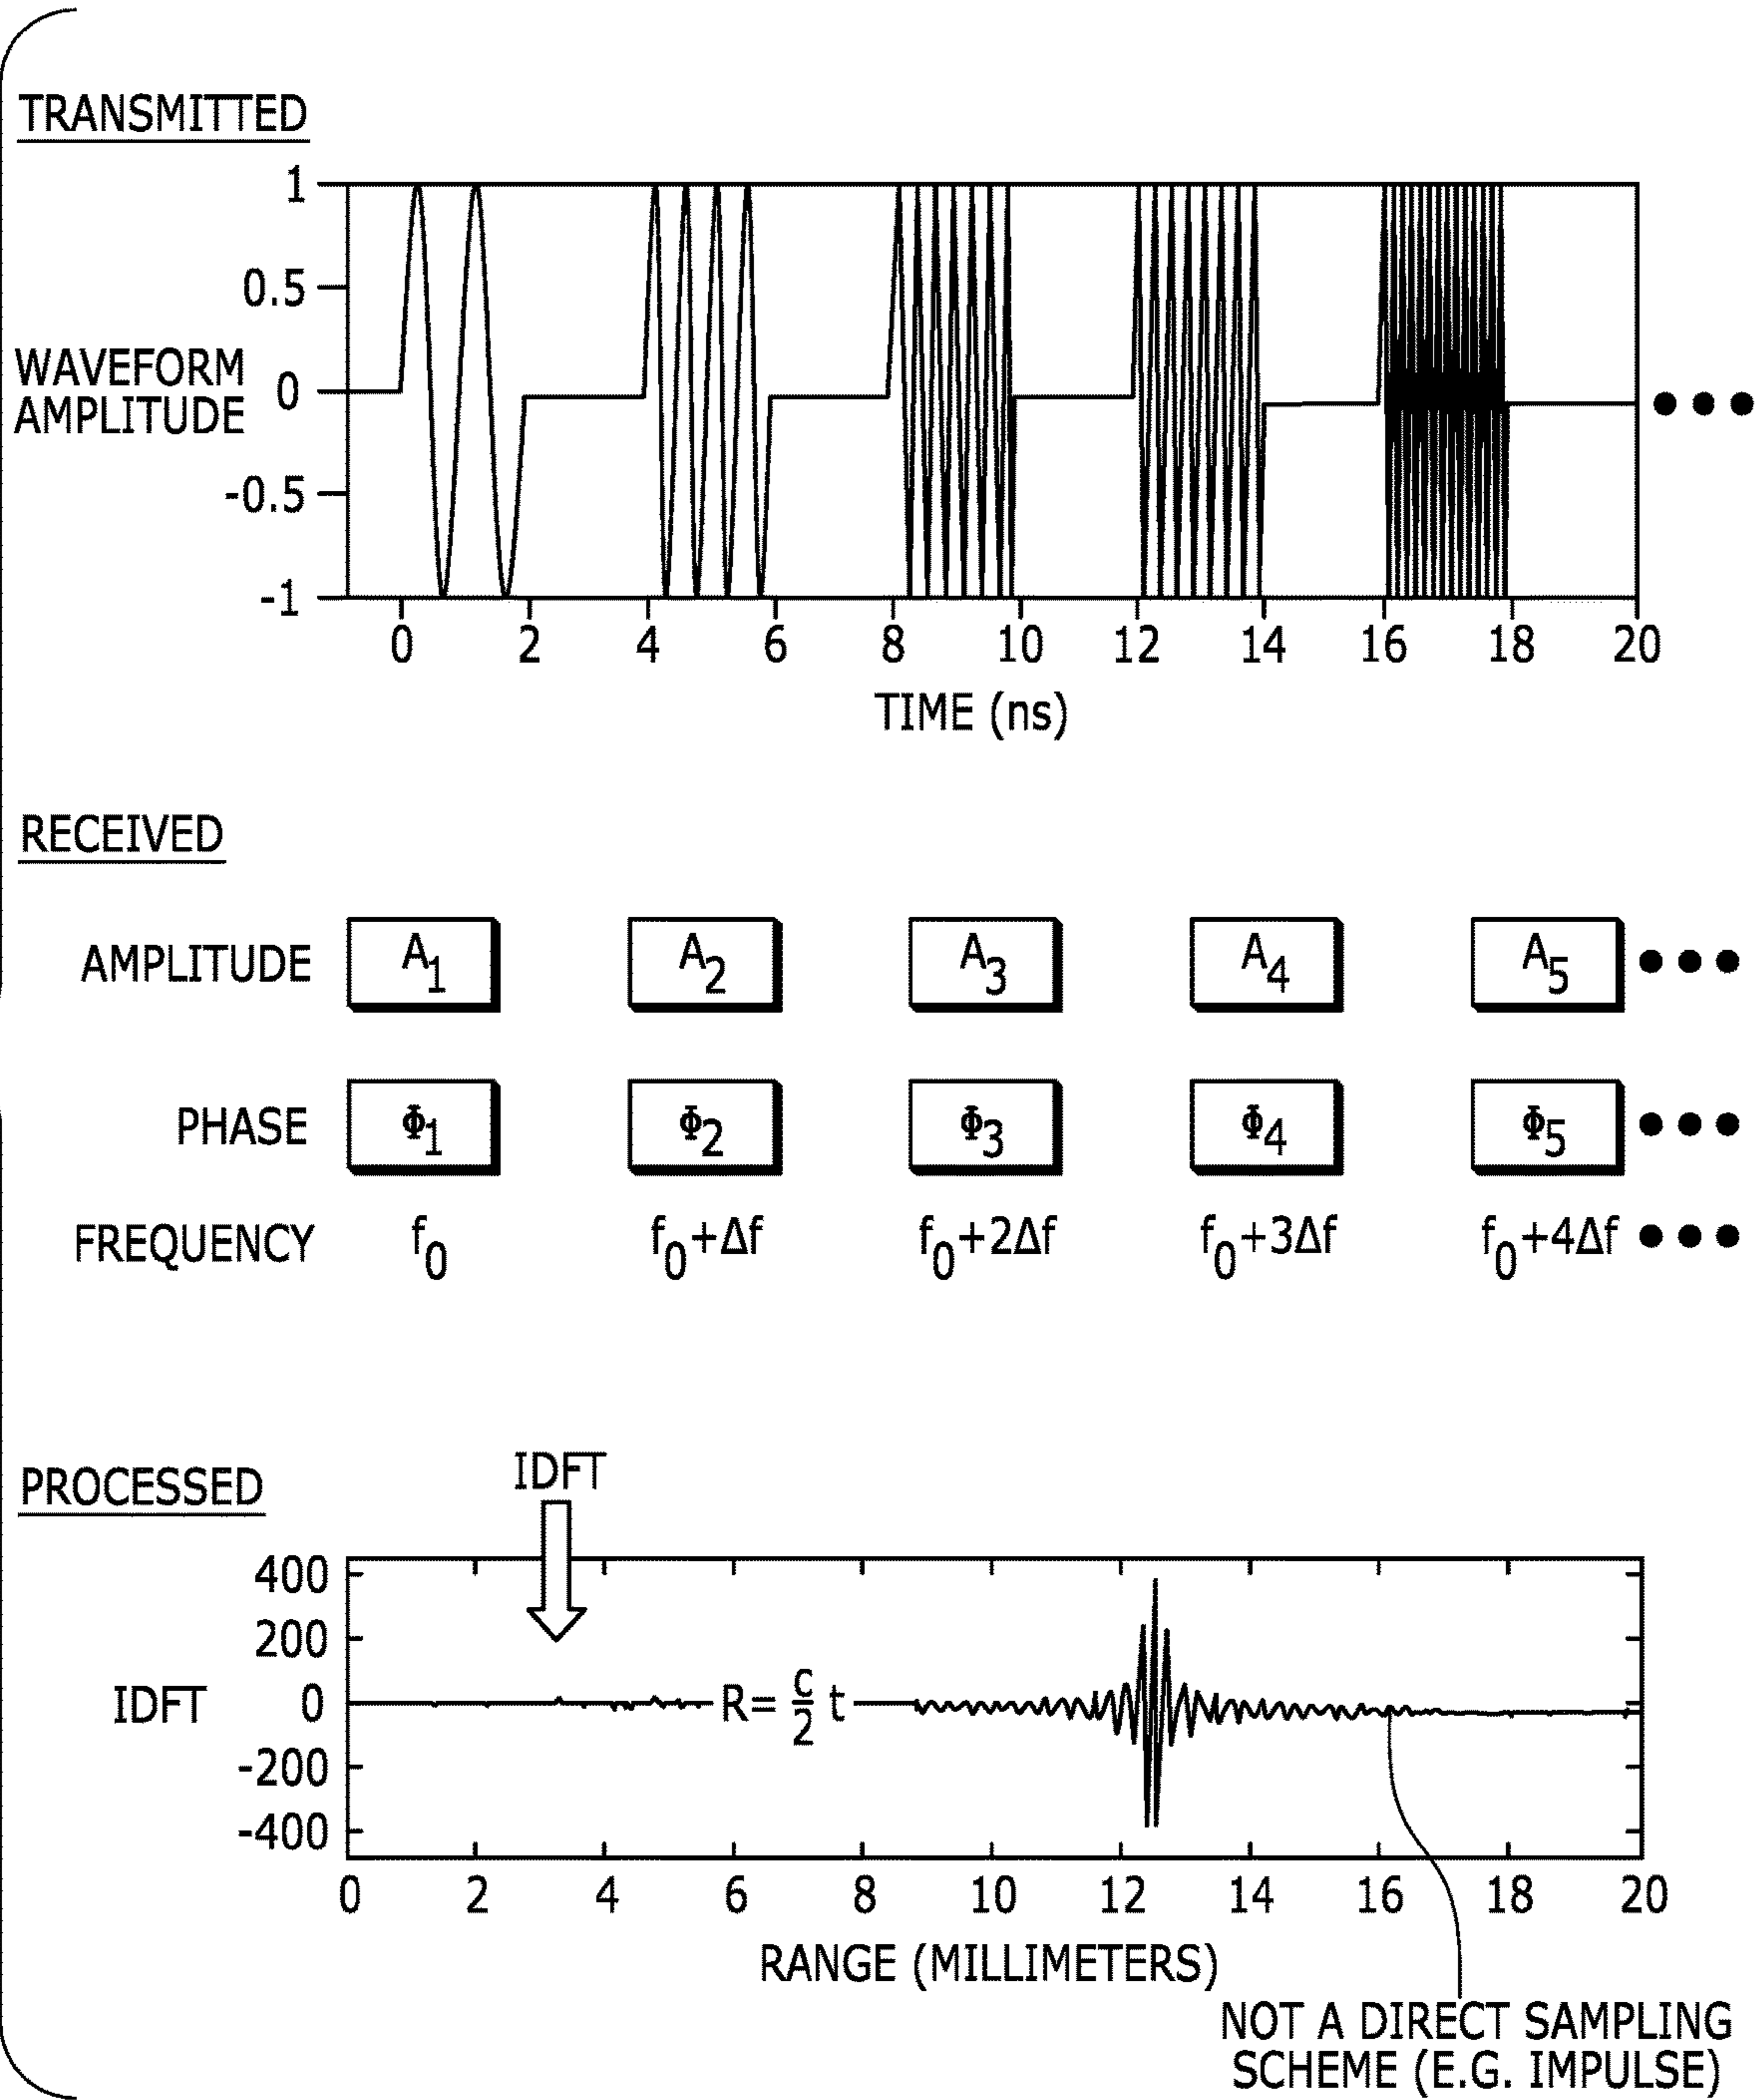 TRANSMITTED
1
0.5
WAVEFORM
AMPLITUDE
0
-0.5
-1
0 2 4 6 8 10 12 14 16 18 20
TIME (ns)
RECEIVED
AMPLITUDE A1 A2 A3 A4 A5
PHASE Φ1 Φ2 Φ3 Φ4 Φ5
FREQUENCY f0 f0+Δf f0+2Δf f0+3Δf f0+4Δf
PROCESSED
IDFT
400
200
IDFT 0 R= c/2 t
-200
-400
0 2 4 6 8 10 12 14 16 18 20
RANGE (MILLIMETERS)
NOT A DIRECT SAMPLING
SCHEME (E.G. IMPULSE)